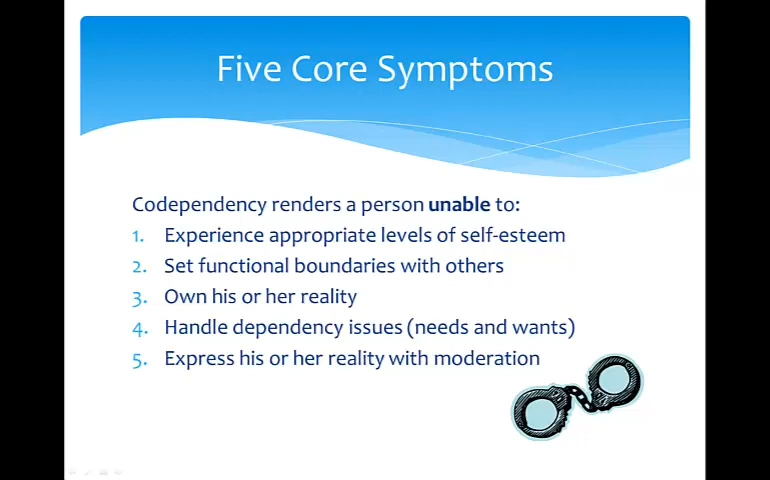 Five Core Symptoms
Codependency renders a person unable to:
1. Experience appropriate levels of self-esteem
2. Set functional boundaries with others
3. Own his or her reality
4. Handle dependency issues (needs and wants)
5. Express his or her reality with moderation